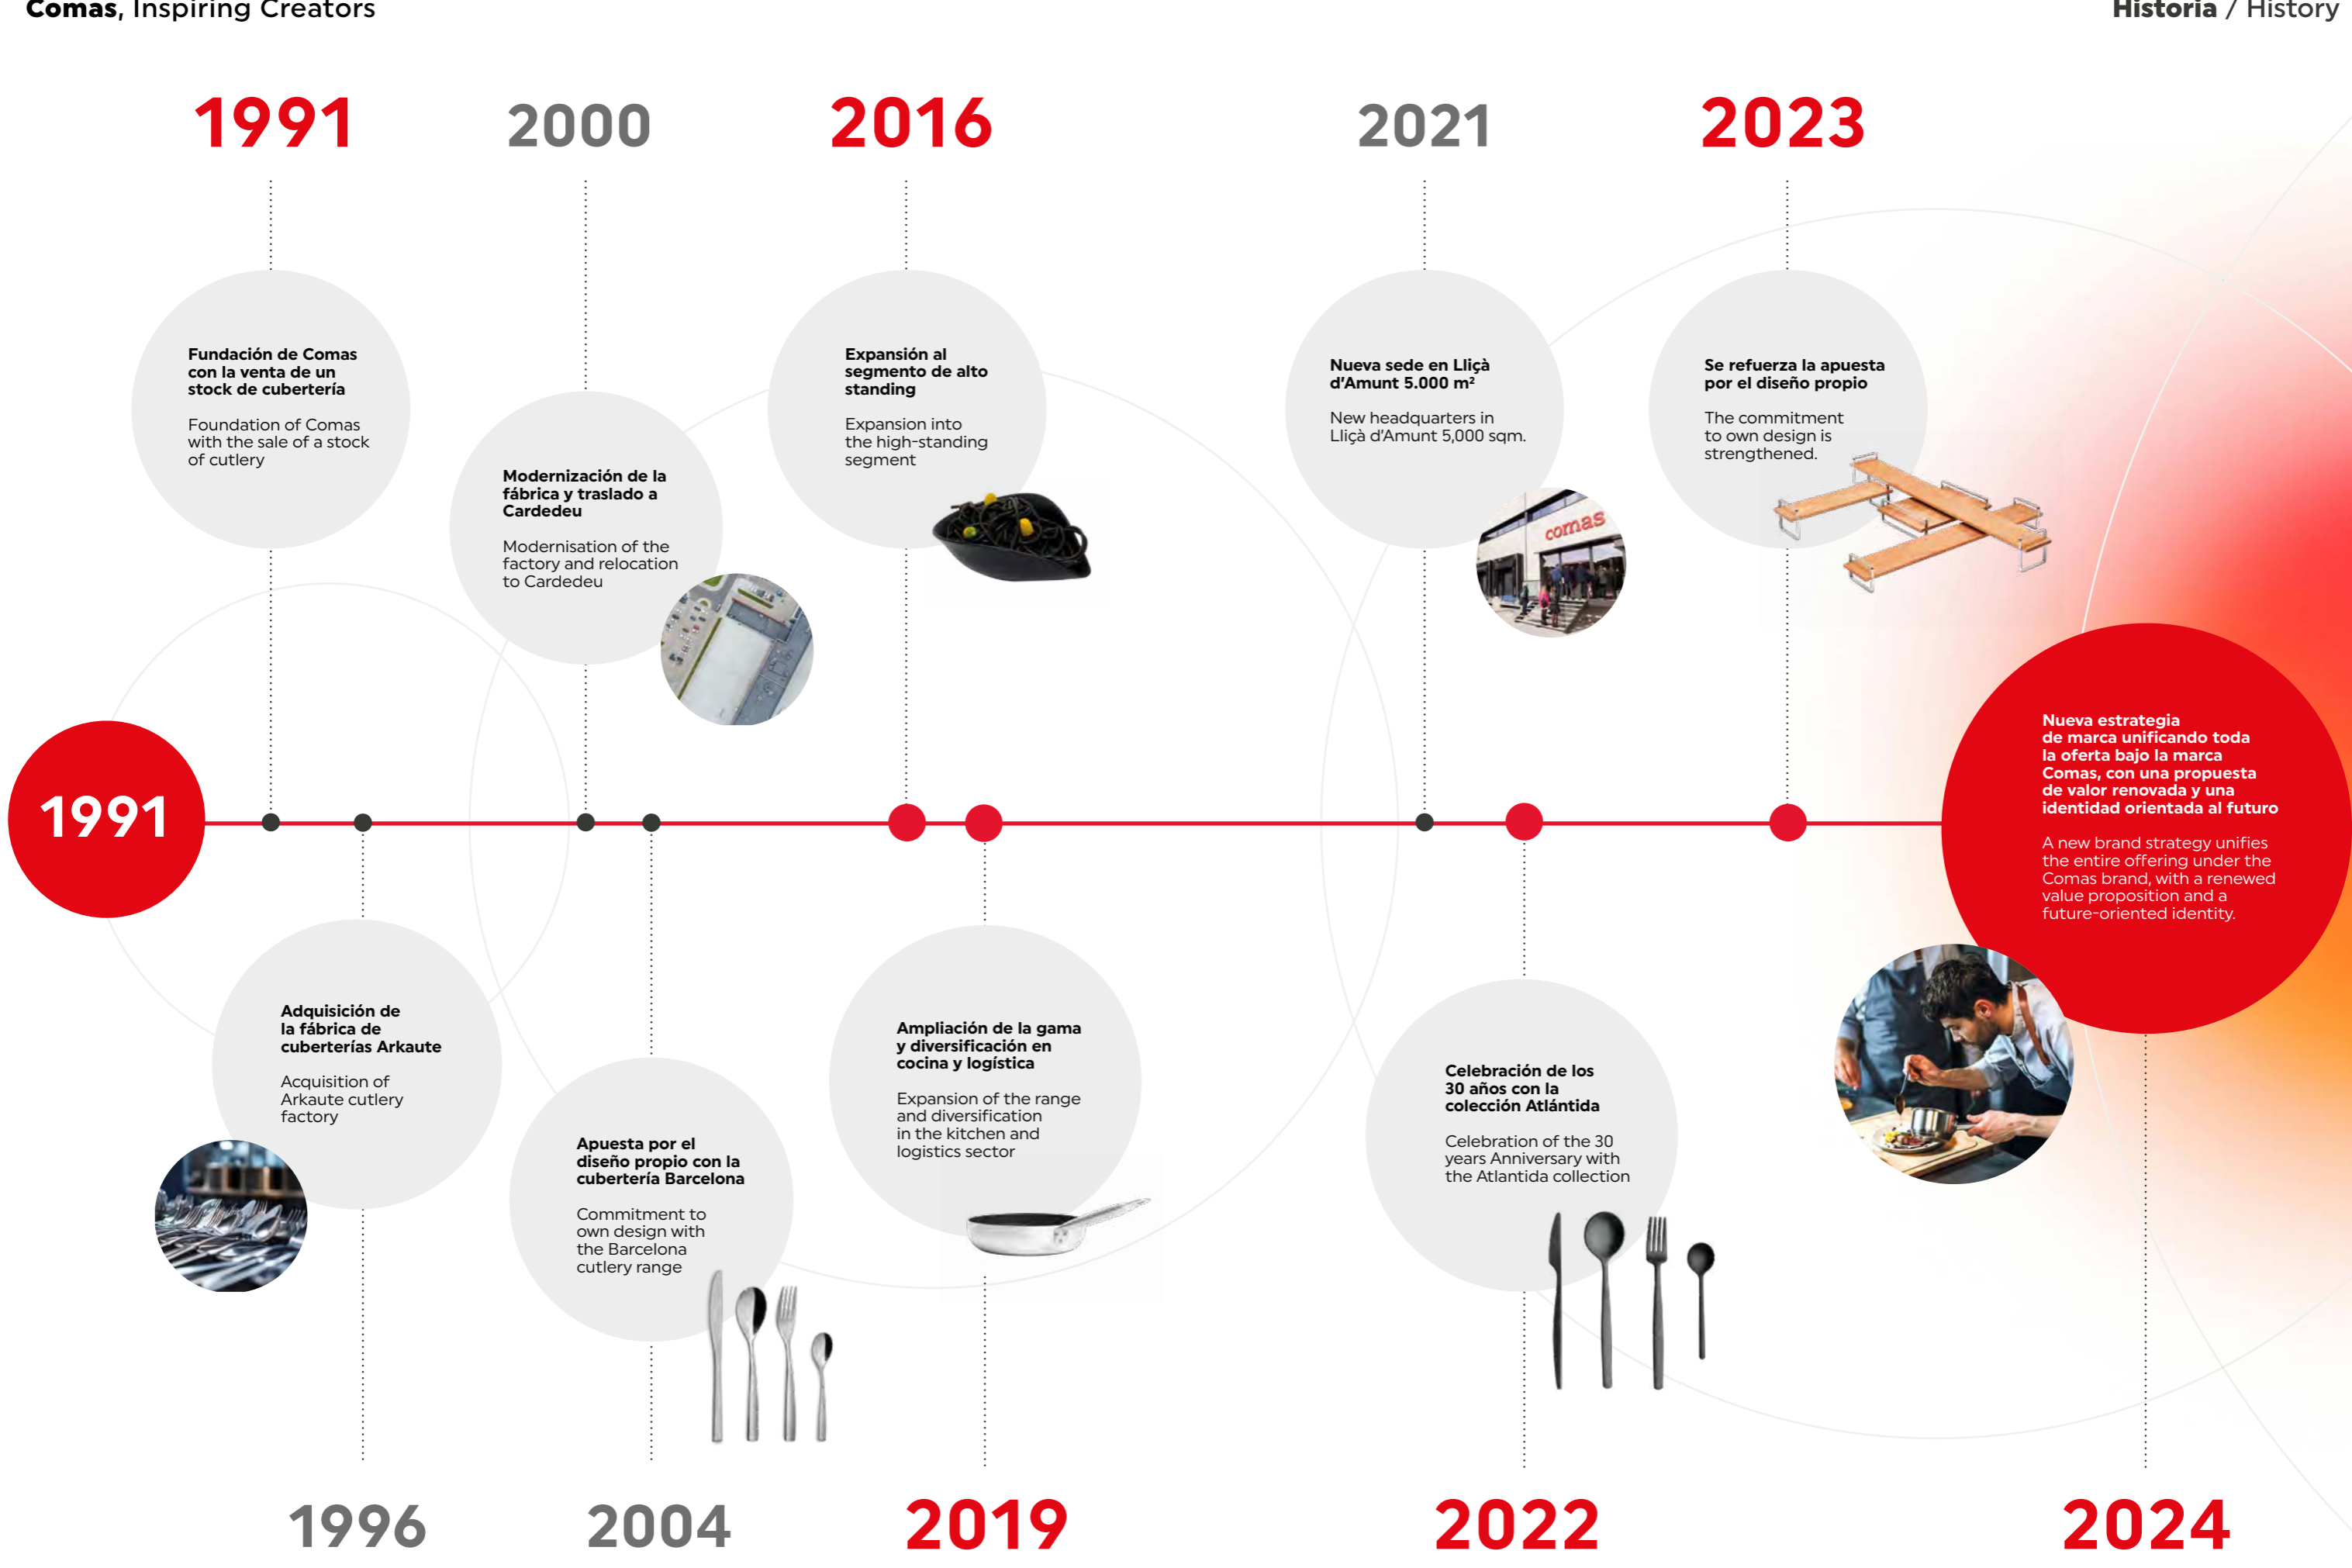 Comas, Inspiring Creators
Historia / History
1991
2000
2016
2021
2023
Fundación de Comas
con la venta de un
stock de cubertería
Foundation of Comas
with the sale of a stock
of cutlery
Modernización de la
fábrica y traslado a
Cardedeu
Modernisation of the
factory and relocation
to Cardedeu
Expansión al
segmento de alto
standing
Expansion into
the high-standing
segment
Nueva sede en Lliçà
d'Amunt 5.000 m²
New headquarters in
Lliçà d'Amunt 5,000 sqm.
comas
Se refuerza la apuesta
por el diseño propio
The commitment
to own design is
strengthened.
1991
Nueva estrategia
de marca unificando toda
la oferta bajo la marca
Comas, con una propuesta
de valor renovada y una
identidad orientada al futuro
A new brand strategy unifies
the entire offering under the
Comas brand, with a renewed
value proposition and a
future-oriented identity.
Adquisición de
la fábrica de
cuberterías Arkaute
Acquisition of
Arkaute cutlery
factory
Apuesta por el
diseño propio con la
cubertería Barcelona
Commitment to
own design with
the Barcelona
cutlery range
Ampliación de la gama
y diversificación en
cocina y logística
Expansion of the range
and diversification
in the kitchen and
logistics sector
Celebración de los
30 años con la
colección Atlántida
Celebration of the 30
years Anniversary with
the Atlantida collection
1996
2004
2019
2022
2024